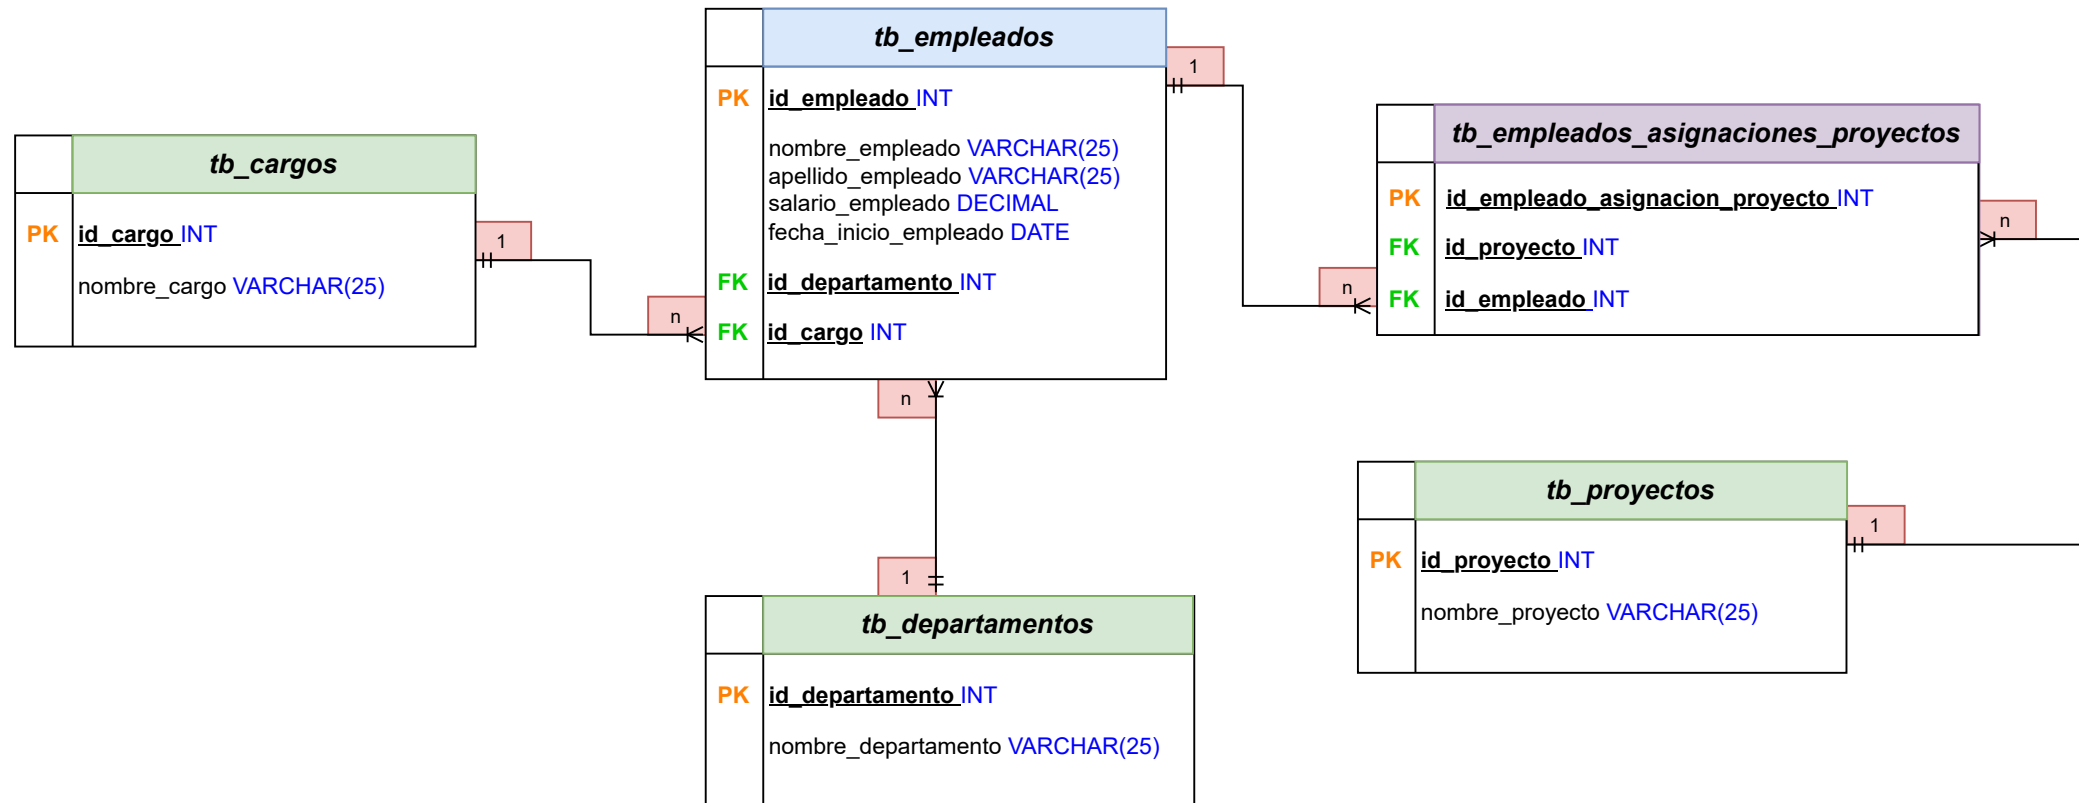 tb_empleados
PK id_empleado INT
nombre_empleado VARCHAR(25)
apellido_empleado VARCHAR(25)
salario_empleado DECIMAL
fecha_inicio_empleado DATE
FK id_departamento INT
FK id_cargo INT
1
n
n
tb_cargos
PK id_cargo INT
nombre_cargo VARCHAR(25)
1
tb_empleados_asignaciones_proyectos
PK id_empleado_asignacion_proyecto INT
FK id_proyecto INT
FK id_empleado INT
n
n
tb_departamentos
PK id_departamento INT
nombre_departamento VARCHAR(25)
1
tb_proyectos
PK id_proyecto INT
nombre_proyecto VARCHAR(25)
1